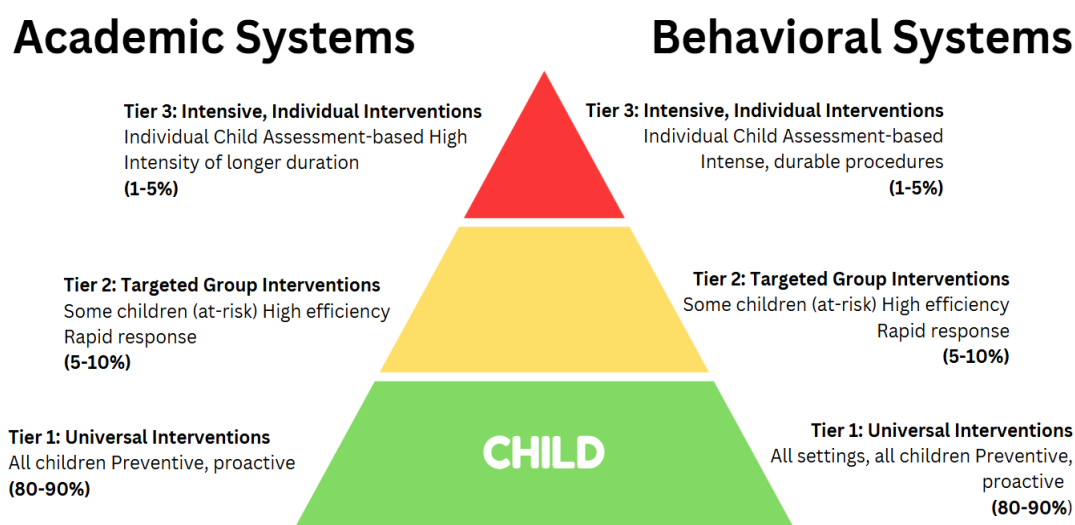 Academic Systems
Behavioral Systems
Tier 3: Intensive, Individual Interventions
Individual Child Assessment-based High
Intensity of longer duration
(1-5%)
Tier 3: Intensive, Individual Interventions
Individual Child Assessment-based
Intense, durable procedures
(1-5%)
Tier 2: Targeted Group Interventions
Some children (at-risk) High efficiency
Rapid response
(5-10%)
Tier 2: Targeted Group Interventions
Some children (at-risk) High efficiency
Rapid response
(5-10%)
Tier 1: Universal Interventions
All children Preventive, proactive
(80-90%)
CHILD
Tier 1: Universal Interventions
All settings, all children Preventive,
proactive
(80-90%)